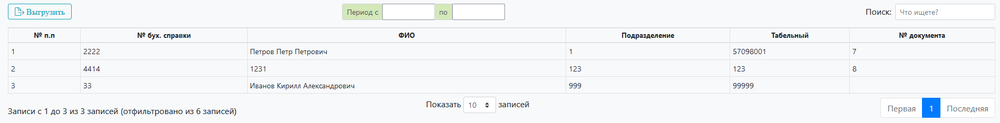 Выгрузить Период с по Поиск: Что ищете?
№ п.п № бух. справки ФИО Подразделение Табельный № документа
1 2222 Петров Петр Петрович 1 57098001 7
2 4414 1231 123 123 8
3 33 Иванов Кирилл Александрович 999 99999
Записи с 1 до 3 из 3 записей (отфильтровано из 6 записей) Показать 10 записей Первая 1 Последняя